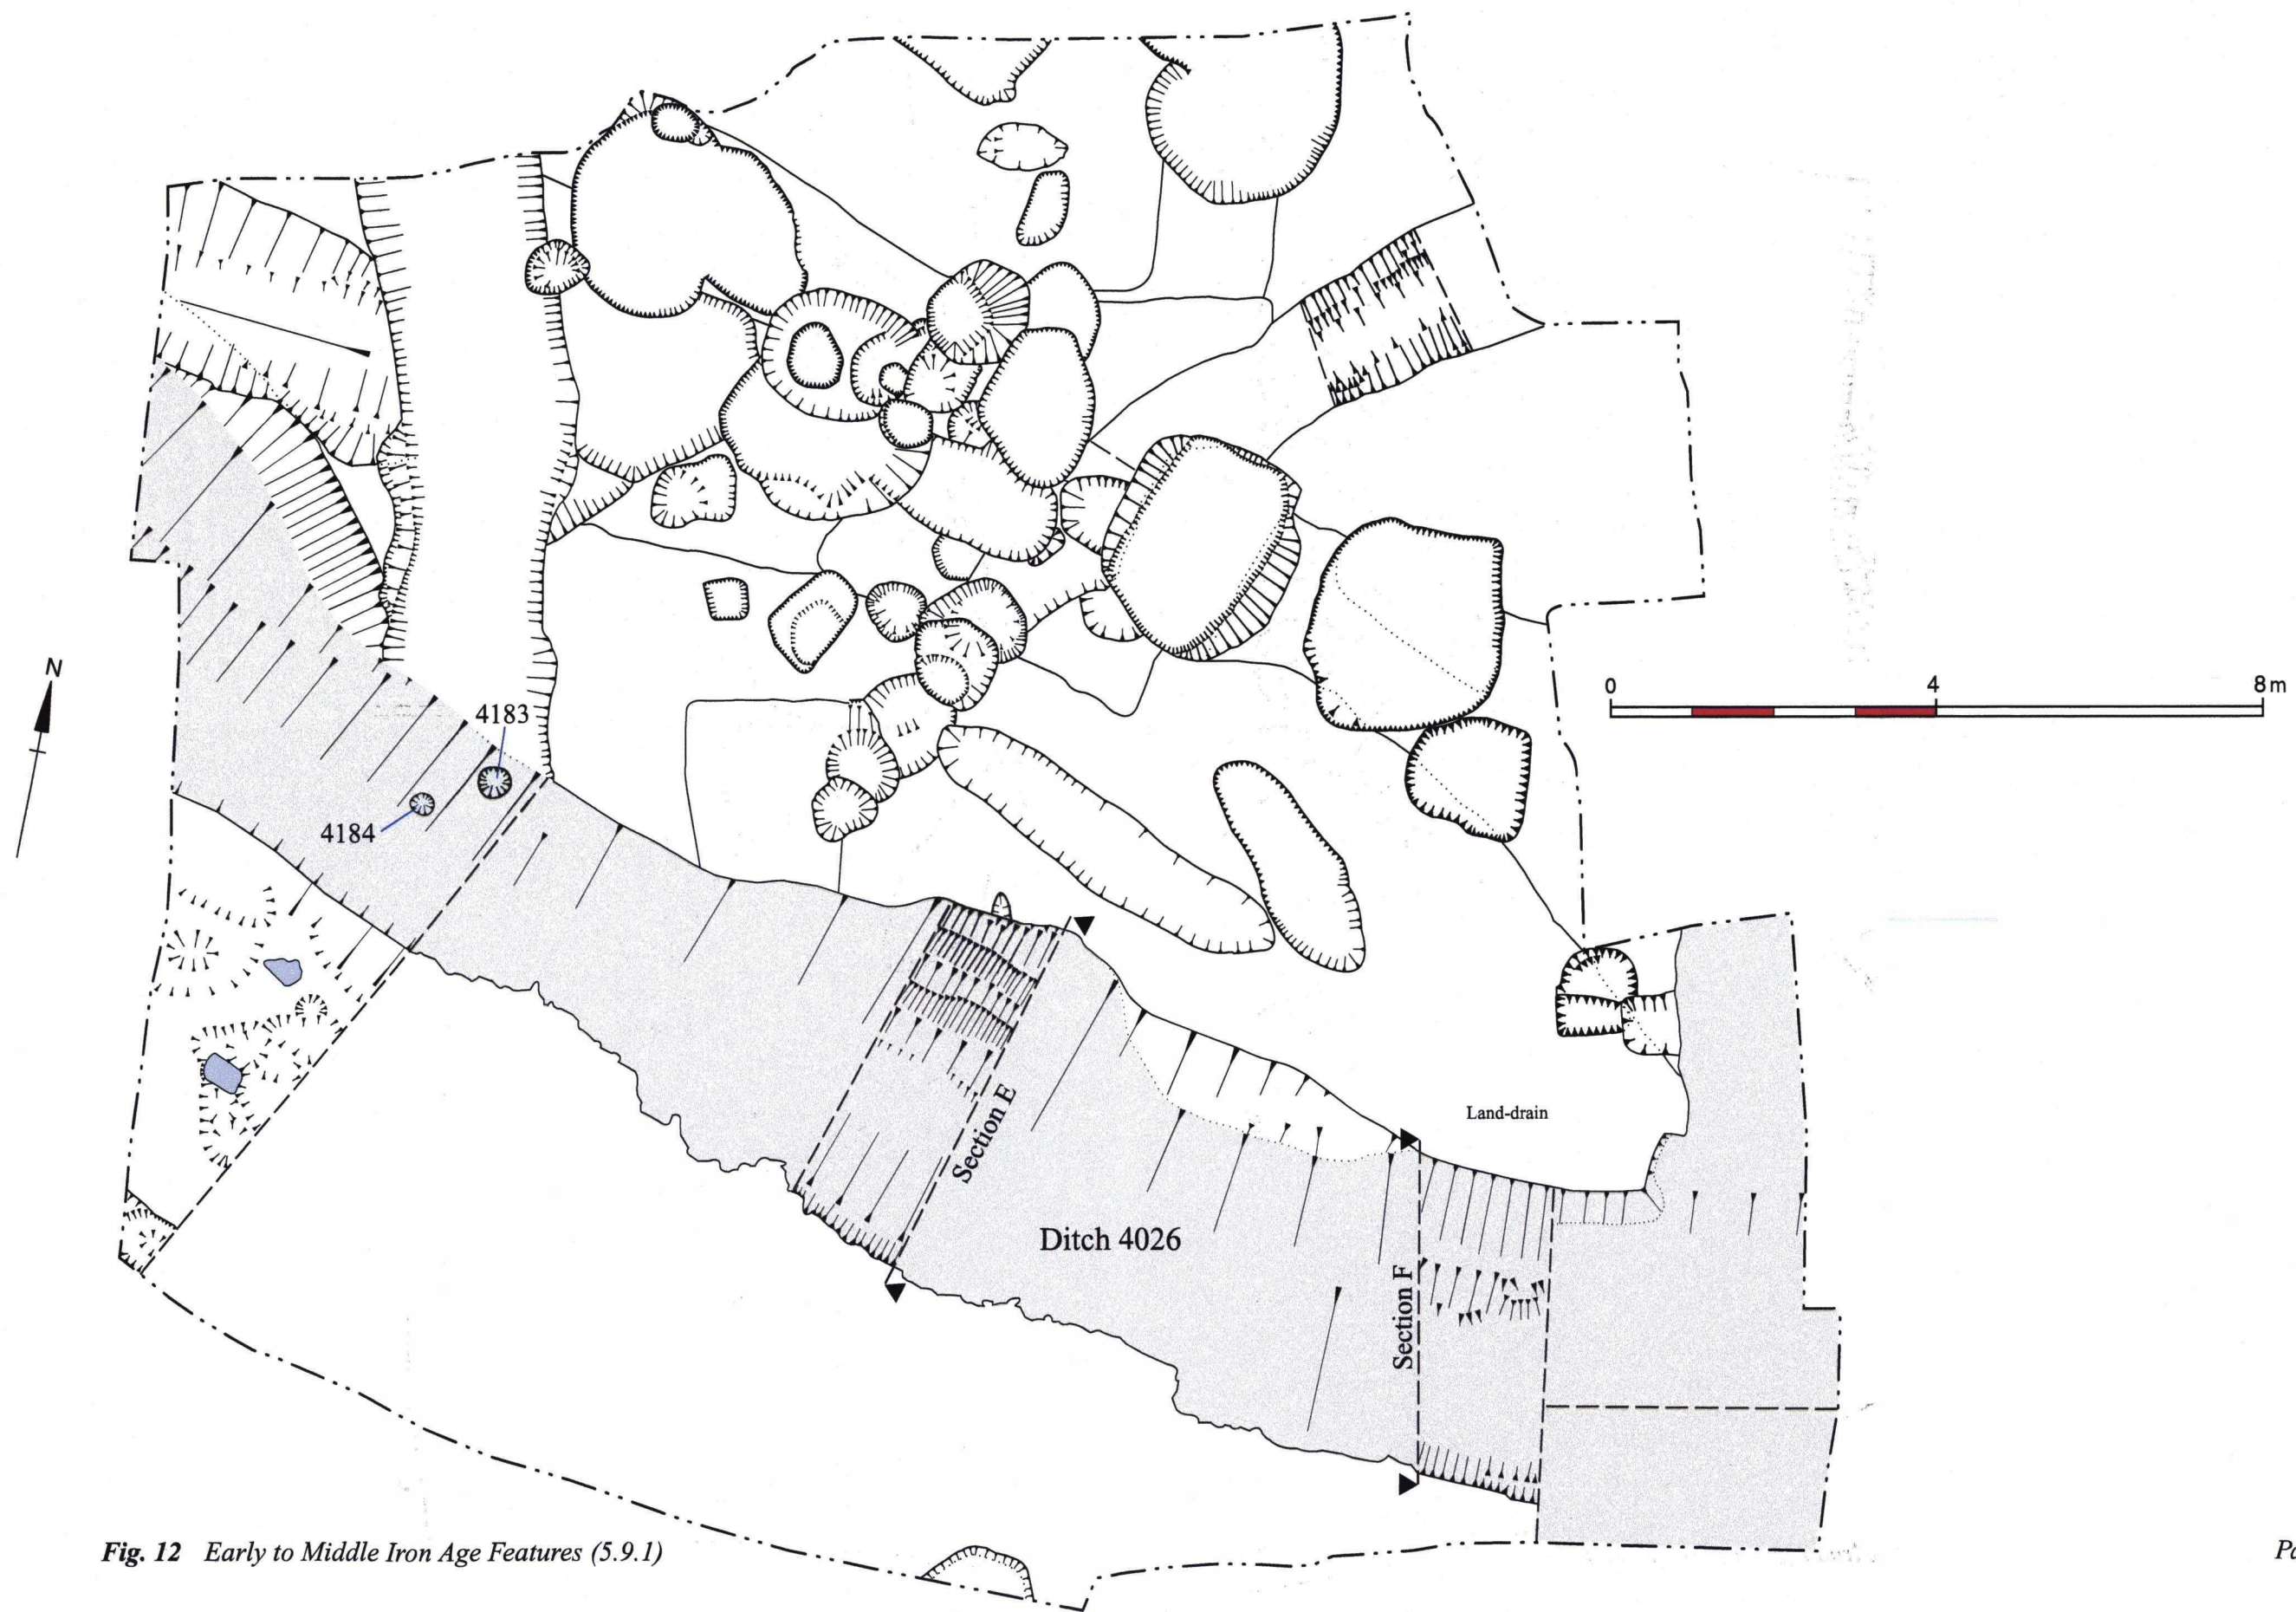 N
0 4 8m
4183
4184
Section E
Land-drain
Ditch 4026
Section F
Fig. 12 Early to Middle Iron Age Features (5.9.1)